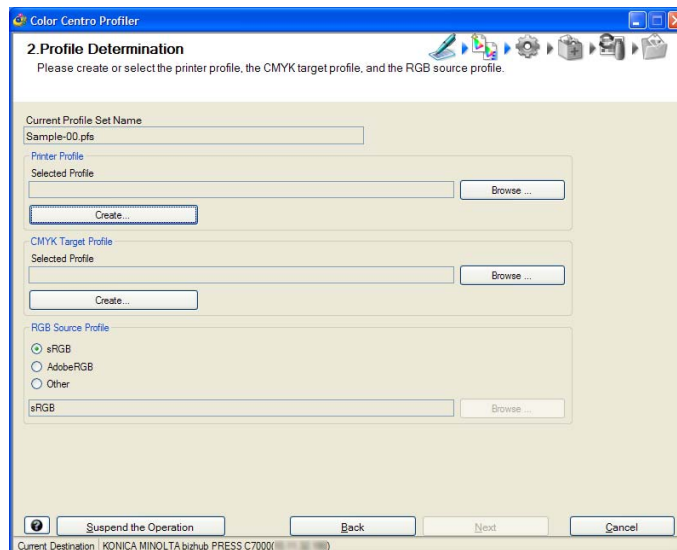 Color Centro Profiler
2.Profile Determination
Please create or select the printer profile, the CMYK target profile, and the RGB source profile.
Current Profile Set Name
Sample-00.pfs
Printer Profile
Selected Profile
Browse ...
Create...
CMYK Target Profile
Selected Profile
Browse ...
Create...
RGB Source Profile
sRGB
AdobeRGB
Other
sRGB
Browse ...
? Suspend the Operation Back Next Cancel
Current Destination KONICA MINOLTA bizhub PRESS C7000( )